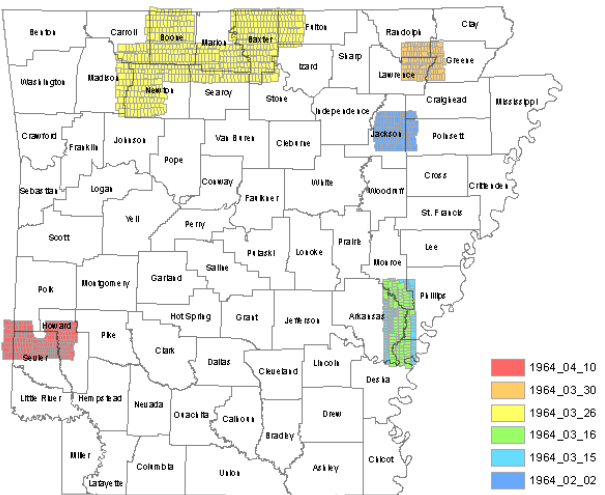 Benton
Carroll
Boone
Marion
Baxter
Fulton
Randolph
Clay
Izard
Sharp
Lawrence
Greene
Washington
Madison
Newton
Searcy
Stone
Independence
Craighead
Mississippi
Crawford
Franklin
Johnson
Pope
Van Buren
Cleburne
Jackson
Poinsett
Sebastian
Logan
Conway
Faulkner
White
Woodruff
Cross
Crittenden
St. Francis
Scott
Yell
Perry
Pulaski
Lonoke
Prairie
Lee
Monroe
Saline
Polk
Montgomery
Garland
Phillips
Hot Spring
Grant
Jefferson
Arkansas
Howard
Pike
Clark
Sevier
Dallas
Cleveland
Lincoln
Desha
Little River
Hempstead
Nevada
Ouachita
Calhoun
Bradley
Drew
Miller
Lafayette
Columbia
Union
Ashley
Chicot
1964_04_10
1964_03_30
1964_03_26
1964_03_16
1964_03_15
1964_02_02